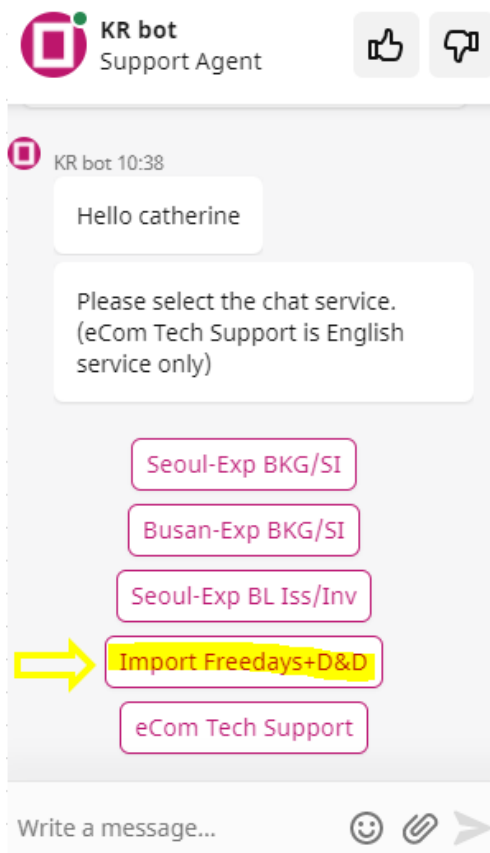 KR bot
Support Agent
KR bot 10:38
Hello catherine
Please select the chat service.
(eCom Tech Support is English
service only)
Seoul-Exp BKG/SI
Busan-Exp BKG/SI
Seoul-Exp BL Iss/Inv
Import Freedays+D&D
eCom Tech Support
Write a message...